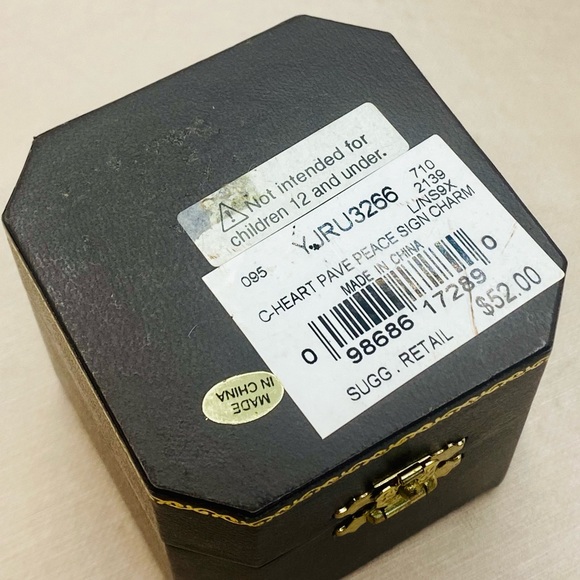 Not intended for
children 12 and under.
095 YJRU3266 710
2139
L/NS9X
C-HEART PAVE PEACE SIGN CHARM
MADE IN CHINA
0 98686 17289 0
SUGG. RETAIL $52.00
MADE
IN CHINA